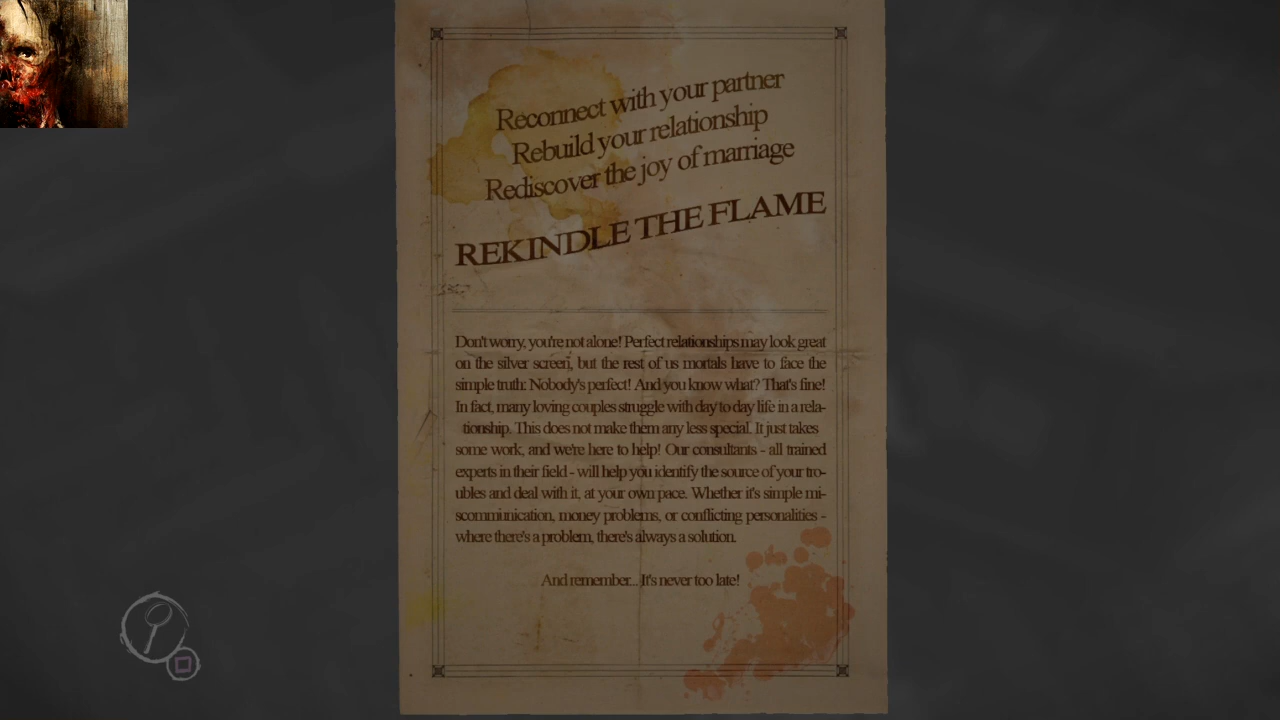 Reconnect with your partner
Rebuild your relationship
Rediscover the joy of marriage
REKINDLE THE FLAME
Don't worry, you're not alone! Perfect relationships may look great
on the silver screen, but the rest of us mortals have to face the
simple truth: Nobody's perfect! And you know what? That's fine!
In fact, many loving couples struggle with day to day life in a rela-
tionship. This does not make them any less special. It just takes
some work, and we're here to help! Our consultants - all trained
experts in their field - will help you identify the source of your tro-
ubles and deal with it, at your own pace. Whether it's simple mi-
scommunication, money problems, or conflicting personalities -
where there's a problem, there's always a solution.
And remember... It's never too late!